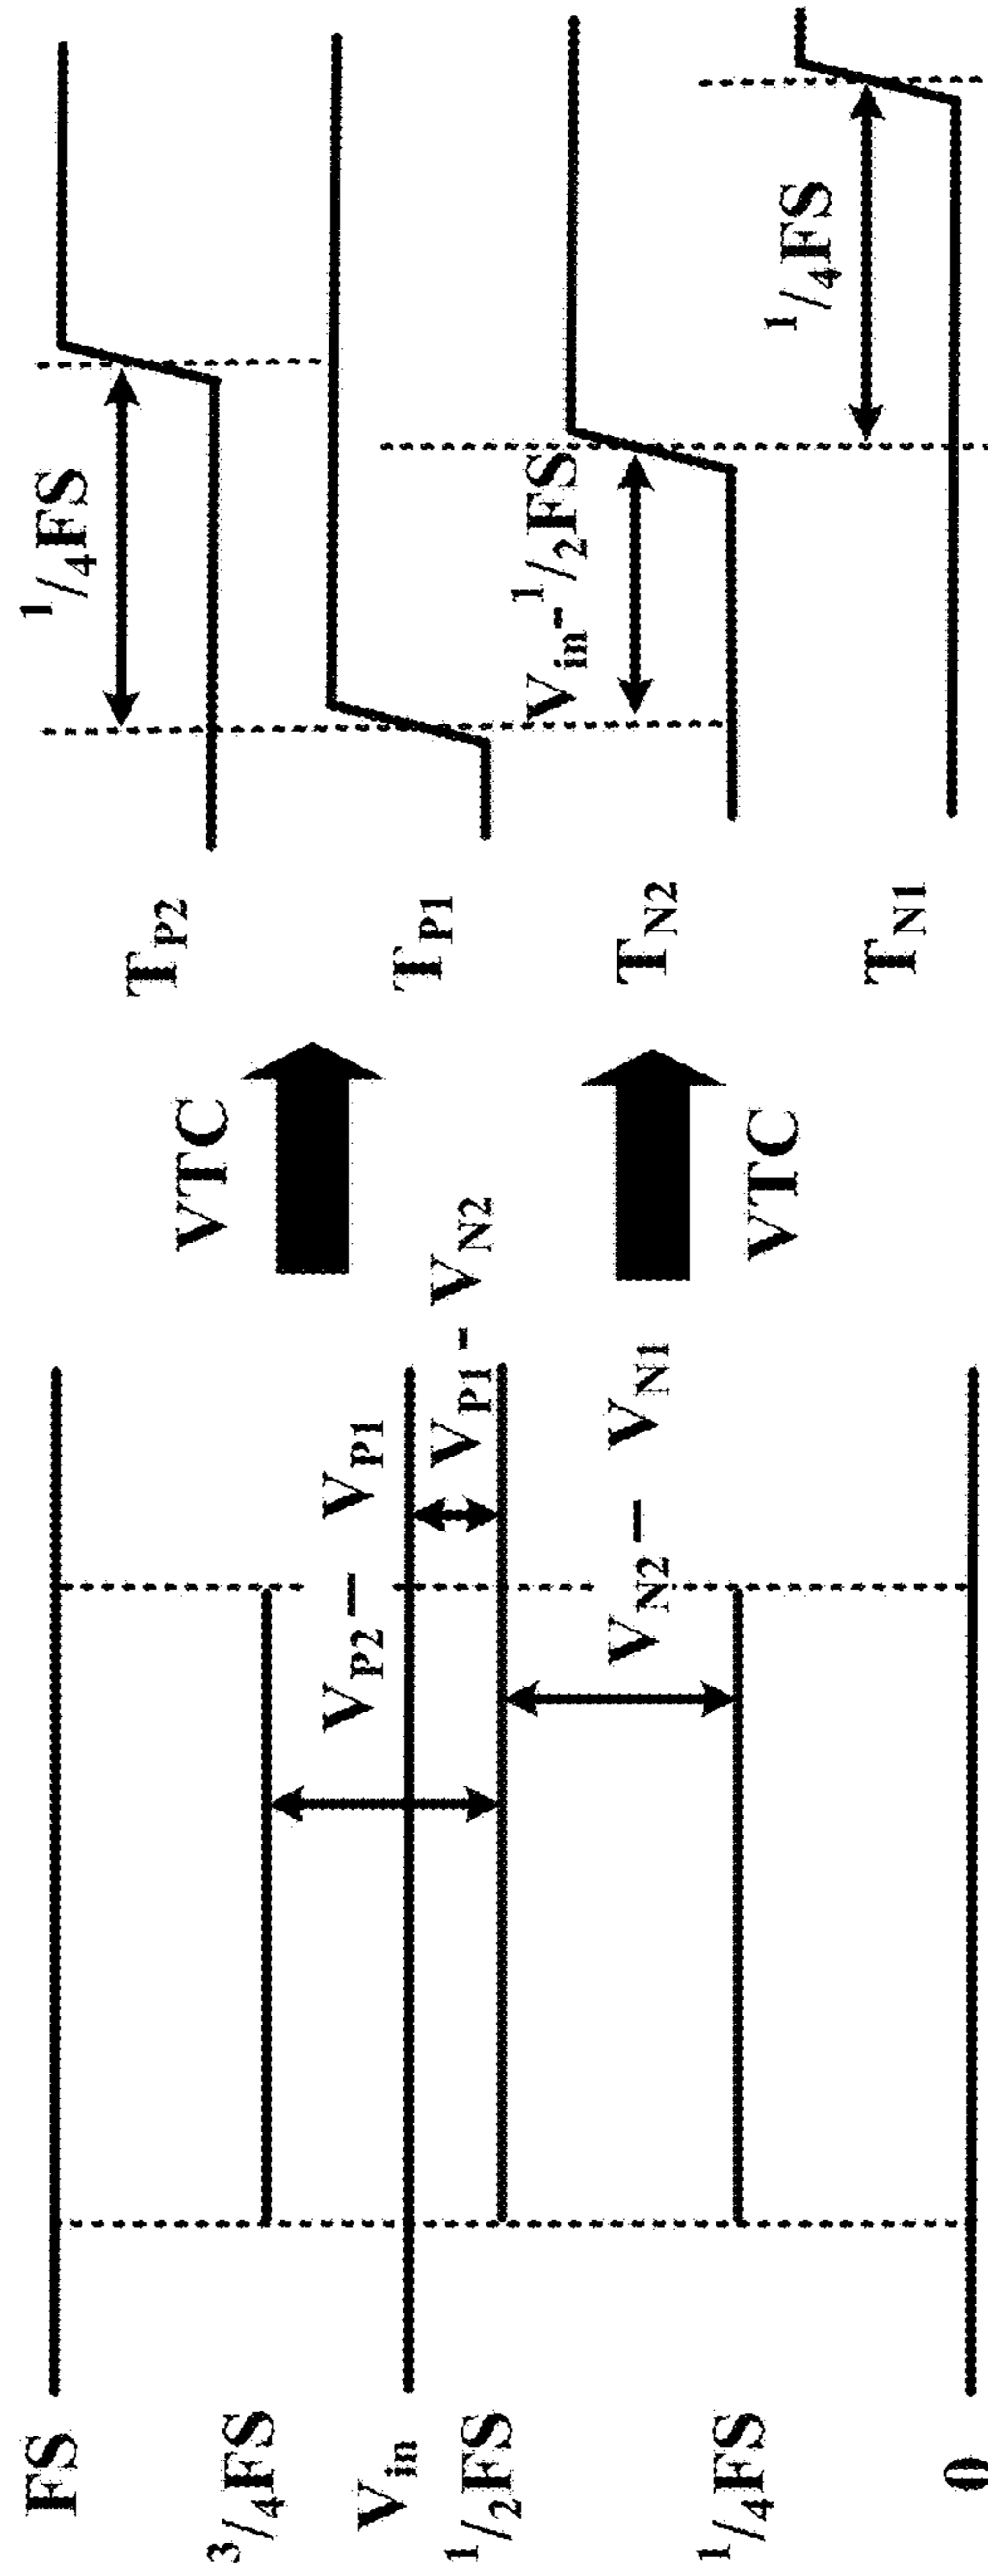 FS
3/4FS
Vin
1/2FS
1/4FS
0
VP2 – VP1
VP1 – VN2
VN2 – VN1
VTC
VTC
TP2
TP1
TN2
TN1
1/4FS
Vin-1/2FS
1/4FS